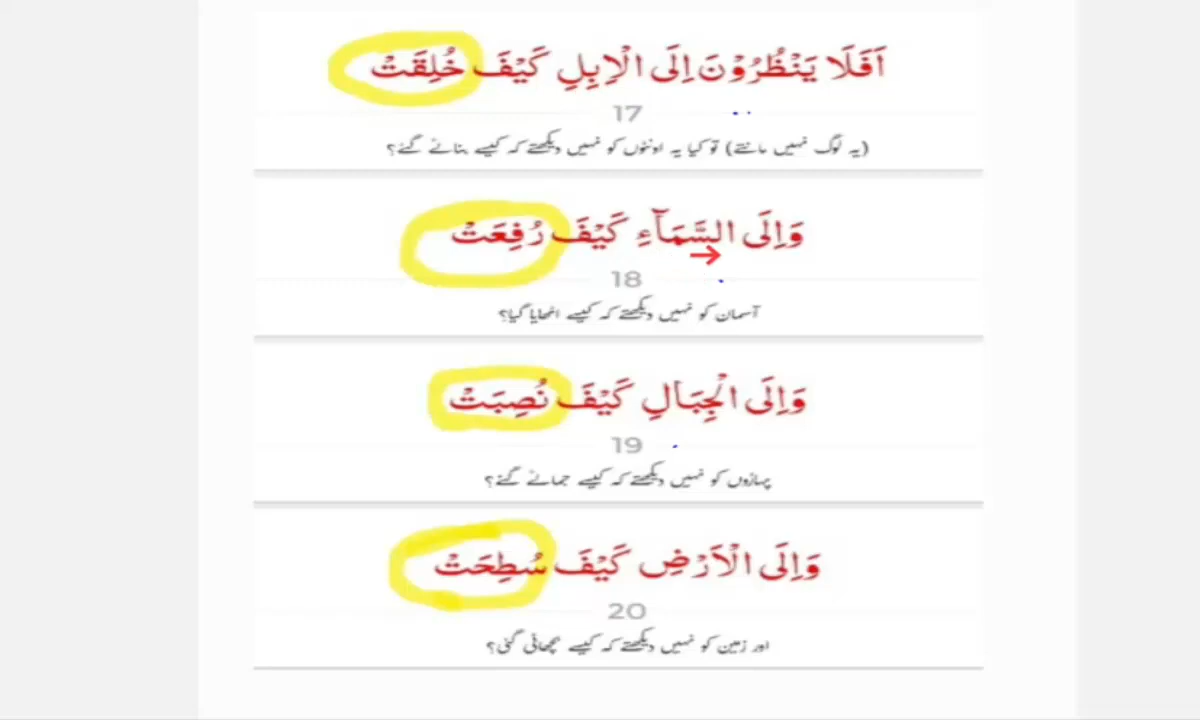 اَفَلَا يَنْظُرُوْنَ اِلَى الْاِبِلِ كَيْفَ خُلِقَتْ
17
(یہ لوگ نہیں مانتے) تو کیا یہ اونٹوں کو نہیں دیکھتے کہ کیسے بنائے گئے؟
وَاِلَى السَّمَآءِ كَيْفَ رُفِعَتْ
18
آسمان کو نہیں دیکھتے کہ کیسے اٹھایا گیا؟
وَاِلَى الْجِبَالِ كَيْفَ نُصِبَتْ
19
پہاڑوں کو نہیں دیکھتے کہ کیسے جمائے گئے؟
وَاِلَى الْاَرْضِ كَيْفَ سُطِحَتْ
20
اور زمین کو نہیں دیکھتے کہ کیسے بچھائی گئی؟